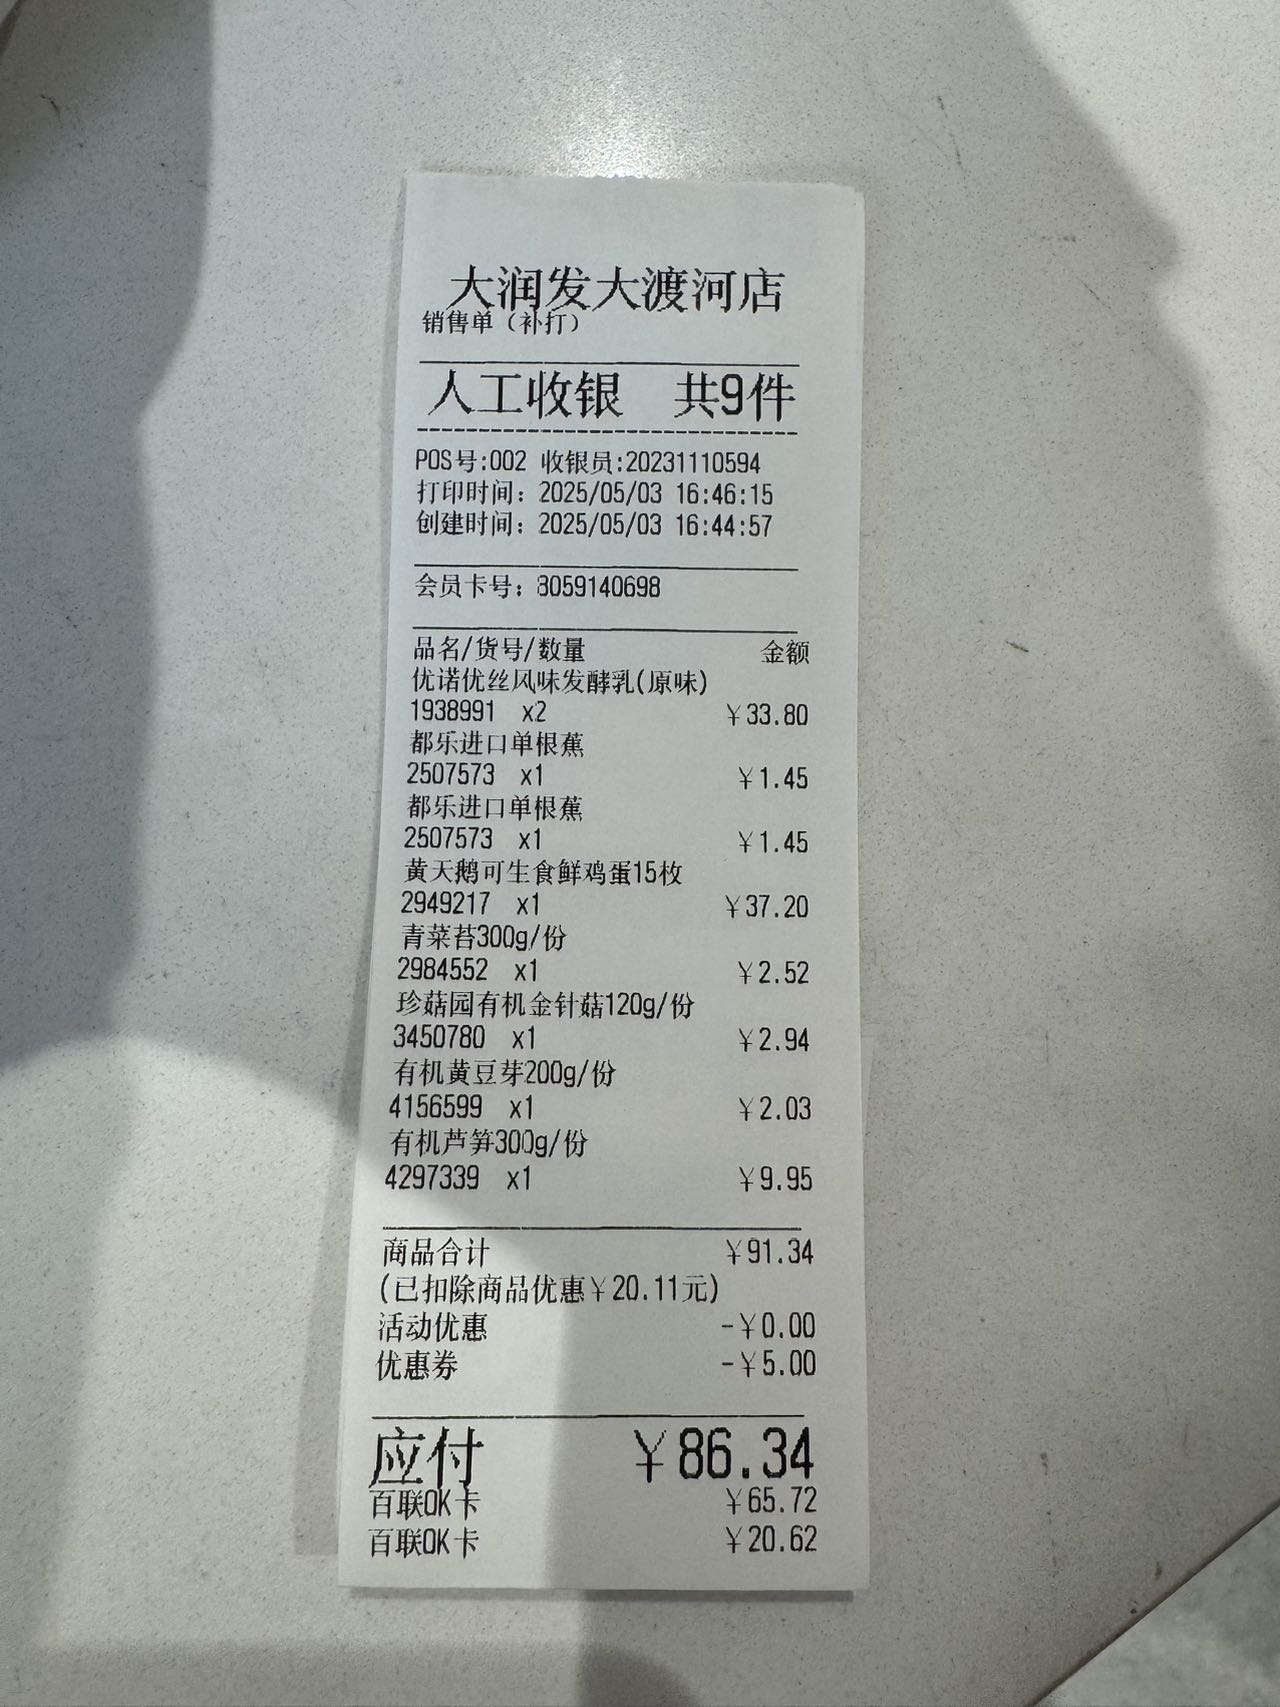 大润发大渡河店
销售单（补打）
人工收银 共9件
POS号:002 收银员:20231110594
打印时间：2025/05/03 16:46:15
创建时间：2025/05/03 16:44:57
会员卡号：8059140698
品名/货号/数量 金额
优诺优丝风味发酵乳(原味)
1938991 x2 ￥33.80
都乐进口单根蕉
2507573 x1 ￥1.45
都乐进口单根蕉
2507573 x1 ￥1.45
黄天鹅可生食鲜鸡蛋15枚
2949217 x1 ￥37.20
青菜苔300g/份
2984552 x1 ￥2.52
珍菇园有机金针菇120g/份
3450780 x1 ￥2.94
有机黄豆芽200g/份
4156599 x1 ￥2.03
有机芦笋300g/份
4297339 x1 ￥9.95
商品合计 ￥91.34
(已扣除商品优惠￥20.11元)
活动优惠 -￥0.00
优惠券 -￥5.00
应付 ￥86.34
百联OK卡 ￥65.72
百联OK卡 ￥20.62